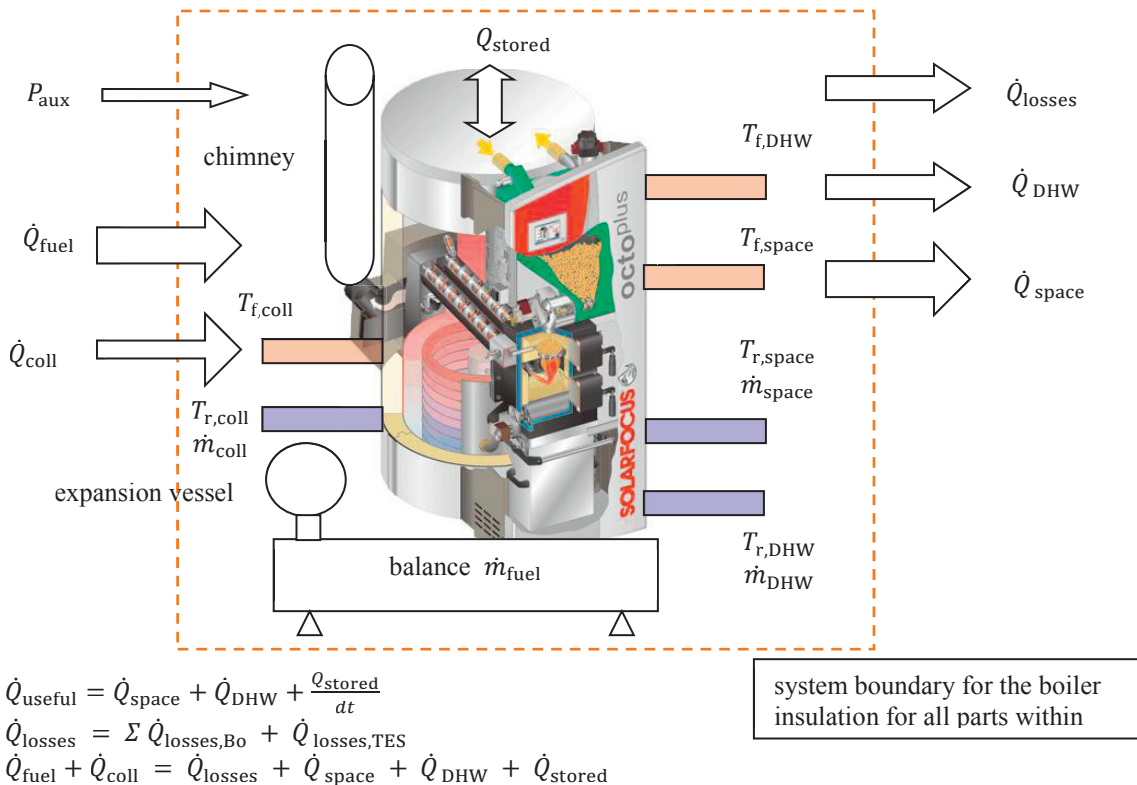 Q_stored
P_aux
Q̇_losses
T_f,DHW
chimney
Q̇_DHW
Q̇_fuel
T_f,space
octoplus
Q̇_space
T_f,coll
Q̇_coll
T_r,space
ṁ_space
T_r,coll
ṁ_coll
SOLARFOCUS
expansion vessel
T_r,DHW
ṁ_DHW
balance ṁ_fuel
Q̇_useful = Q̇_space + Q̇_DHW + Q_stored/dt
Q̇_losses = Σ Q̇_losses,Bo + Q̇_losses,TES
Q̇_fuel + Q̇_coll = Q̇_losses + Q̇_space + Q̇_DHW + Q̇_stored
system boundary for the boiler
insulation for all parts within